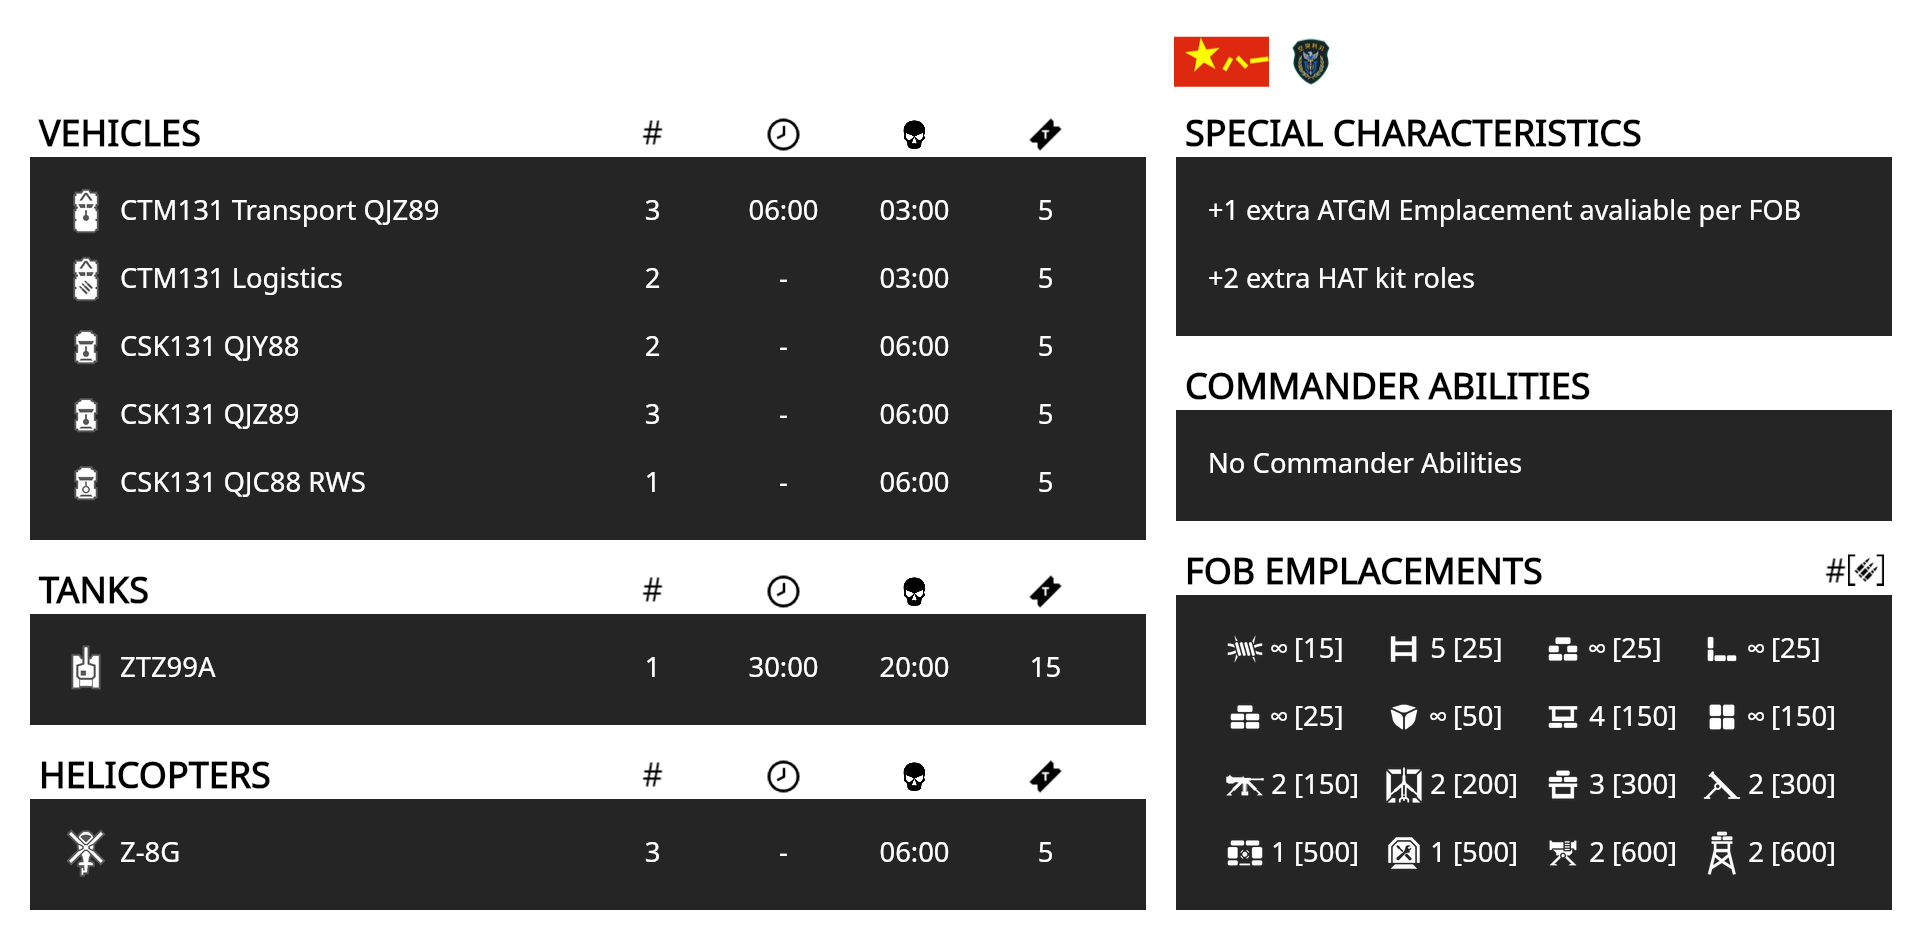 八一
VEHICLES #
CTM131 Transport QJZ89 3 06:00 03:00 5
CTM131 Logistics 2 - 03:00 5
CSK131 QJY88 2 - 06:00 5
CSK131 QJZ89 3 - 06:00 5
CSK131 QJC88 RWS 1 - 06:00 5
TANKS #
ZTZ99A 1 30:00 20:00 15
HELICOPTERS #
Z-8G 3 - 06:00 5
SPECIAL CHARACTERISTICS
+1 extra ATGM Emplacement avaliable per FOB
+2 extra HAT kit roles
COMMANDER ABILITIES
No Commander Abilities
FOB EMPLACEMENTS #[]
∞ [15] 5 [25] ∞ [25] ∞ [25]
∞ [25] ∞ [50] 4 [150] ∞ [150]
2 [150] 2 [200] 3 [300] 2 [300]
1 [500] 1 [500] 2 [600] 2 [600]